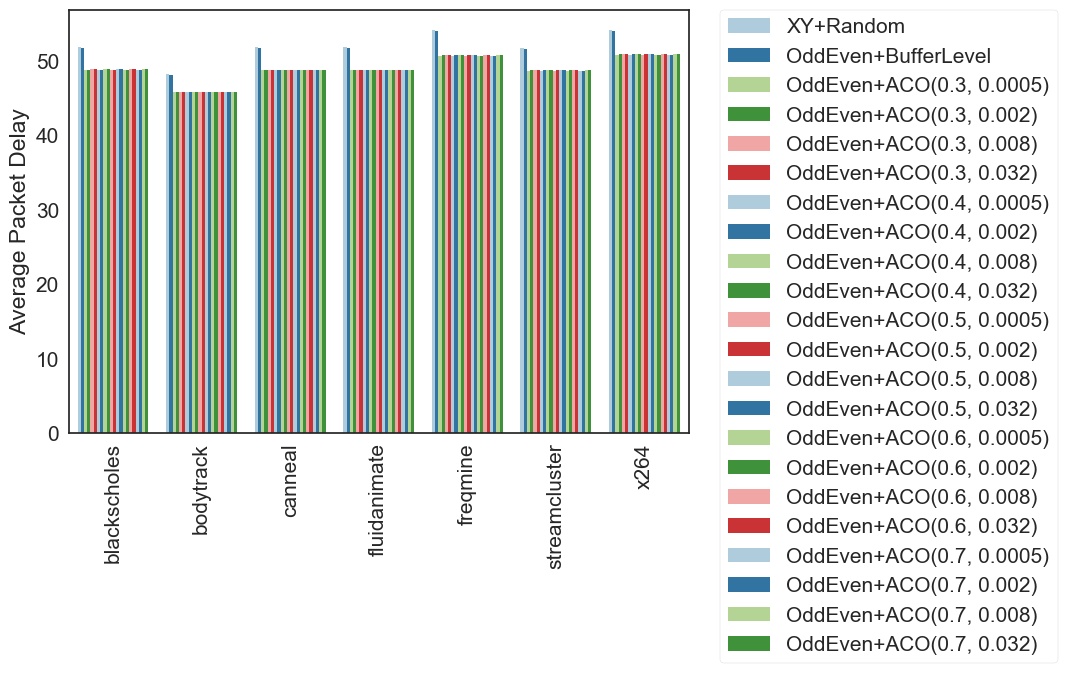 Average Packet Delay
50
40
30
20
10
0
blackscholes
bodytrack
canneal
fluidanimate
freqmine
streamcluster
x264
XY+Random
OddEven+BufferLevel
OddEven+ACO(0.3, 0.0005)
OddEven+ACO(0.3, 0.002)
OddEven+ACO(0.3, 0.008)
OddEven+ACO(0.3, 0.032)
OddEven+ACO(0.4, 0.0005)
OddEven+ACO(0.4, 0.002)
OddEven+ACO(0.4, 0.008)
OddEven+ACO(0.4, 0.032)
OddEven+ACO(0.5, 0.0005)
OddEven+ACO(0.5, 0.002)
OddEven+ACO(0.5, 0.008)
OddEven+ACO(0.5, 0.032)
OddEven+ACO(0.6, 0.0005)
OddEven+ACO(0.6, 0.002)
OddEven+ACO(0.6, 0.008)
OddEven+ACO(0.6, 0.032)
OddEven+ACO(0.7, 0.0005)
OddEven+ACO(0.7, 0.002)
OddEven+ACO(0.7, 0.008)
OddEven+ACO(0.7, 0.032)